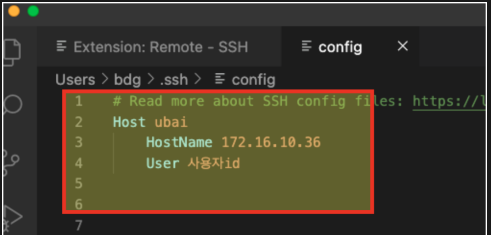 Extension: Remote - SSH
config
Users > bdg > .ssh > config
1 # Read more about SSH config files: https://l
2 Host ubai
3 HostName 172.16.10.36
4 User 사용자id
5
6
7